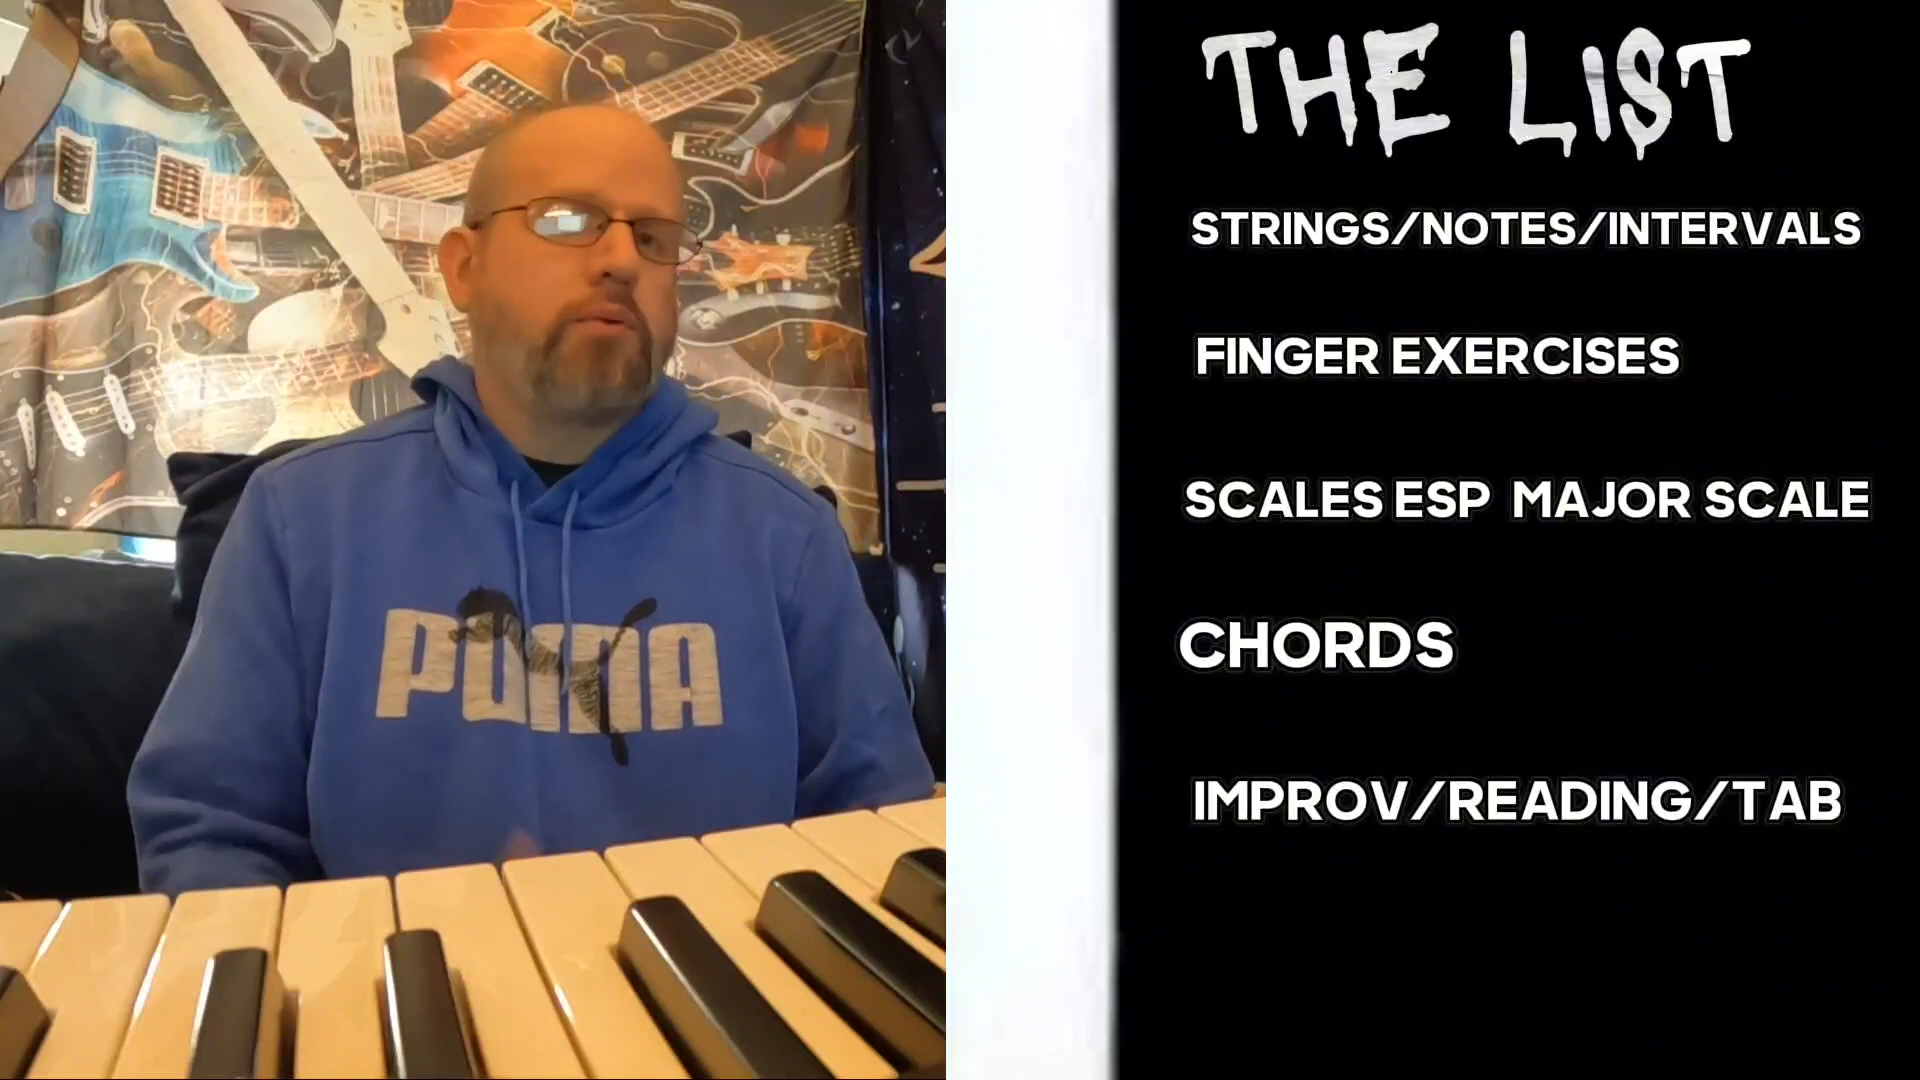 THE LIST
STRINGS/NOTES/INTERVALS
FINGER EXERCISES
SCALES ESP MAJOR SCALE
CHORDS
IMPROV/READING/TAB
PUMA